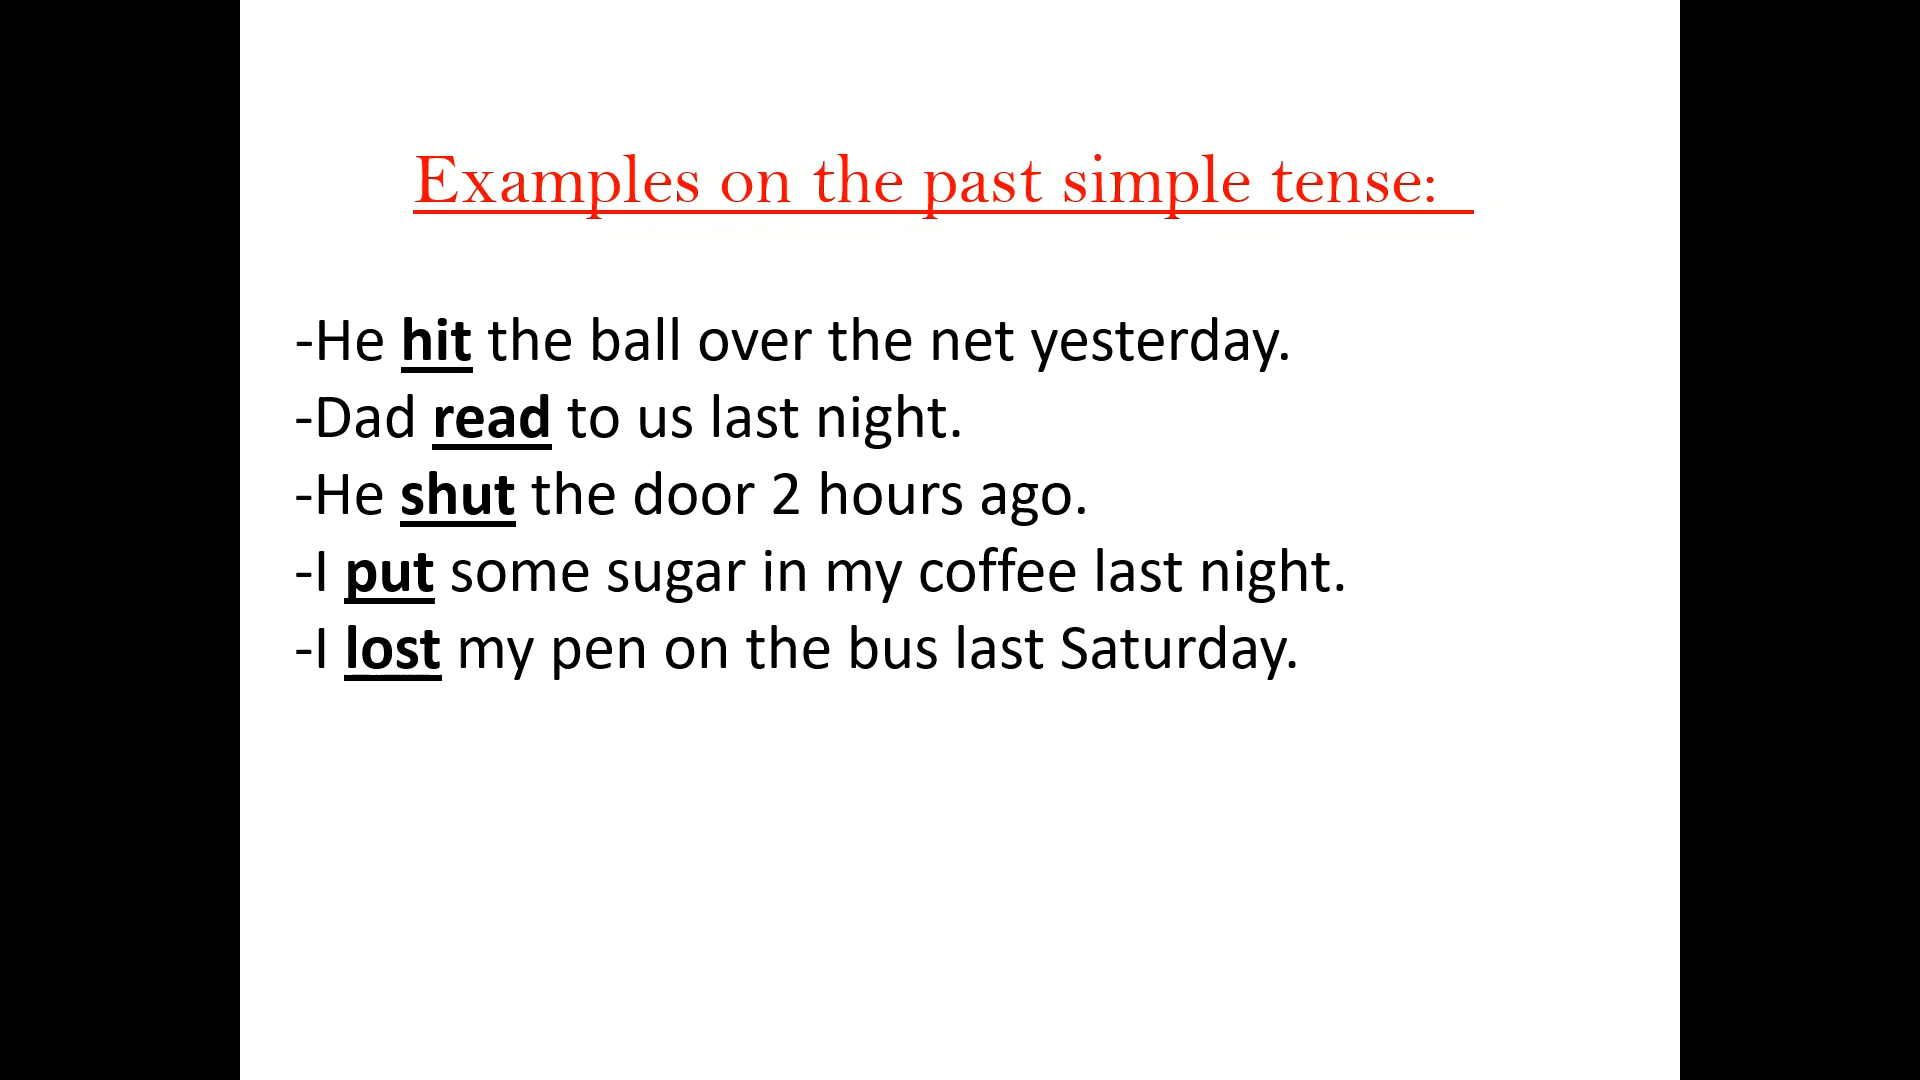 Examples on the past simple tense:
-He hit the ball over the net yesterday.
-Dad read to us last night.
-He shut the door 2 hours ago.
-I put some sugar in my coffee last night.
-I lost my pen on the bus last Saturday.